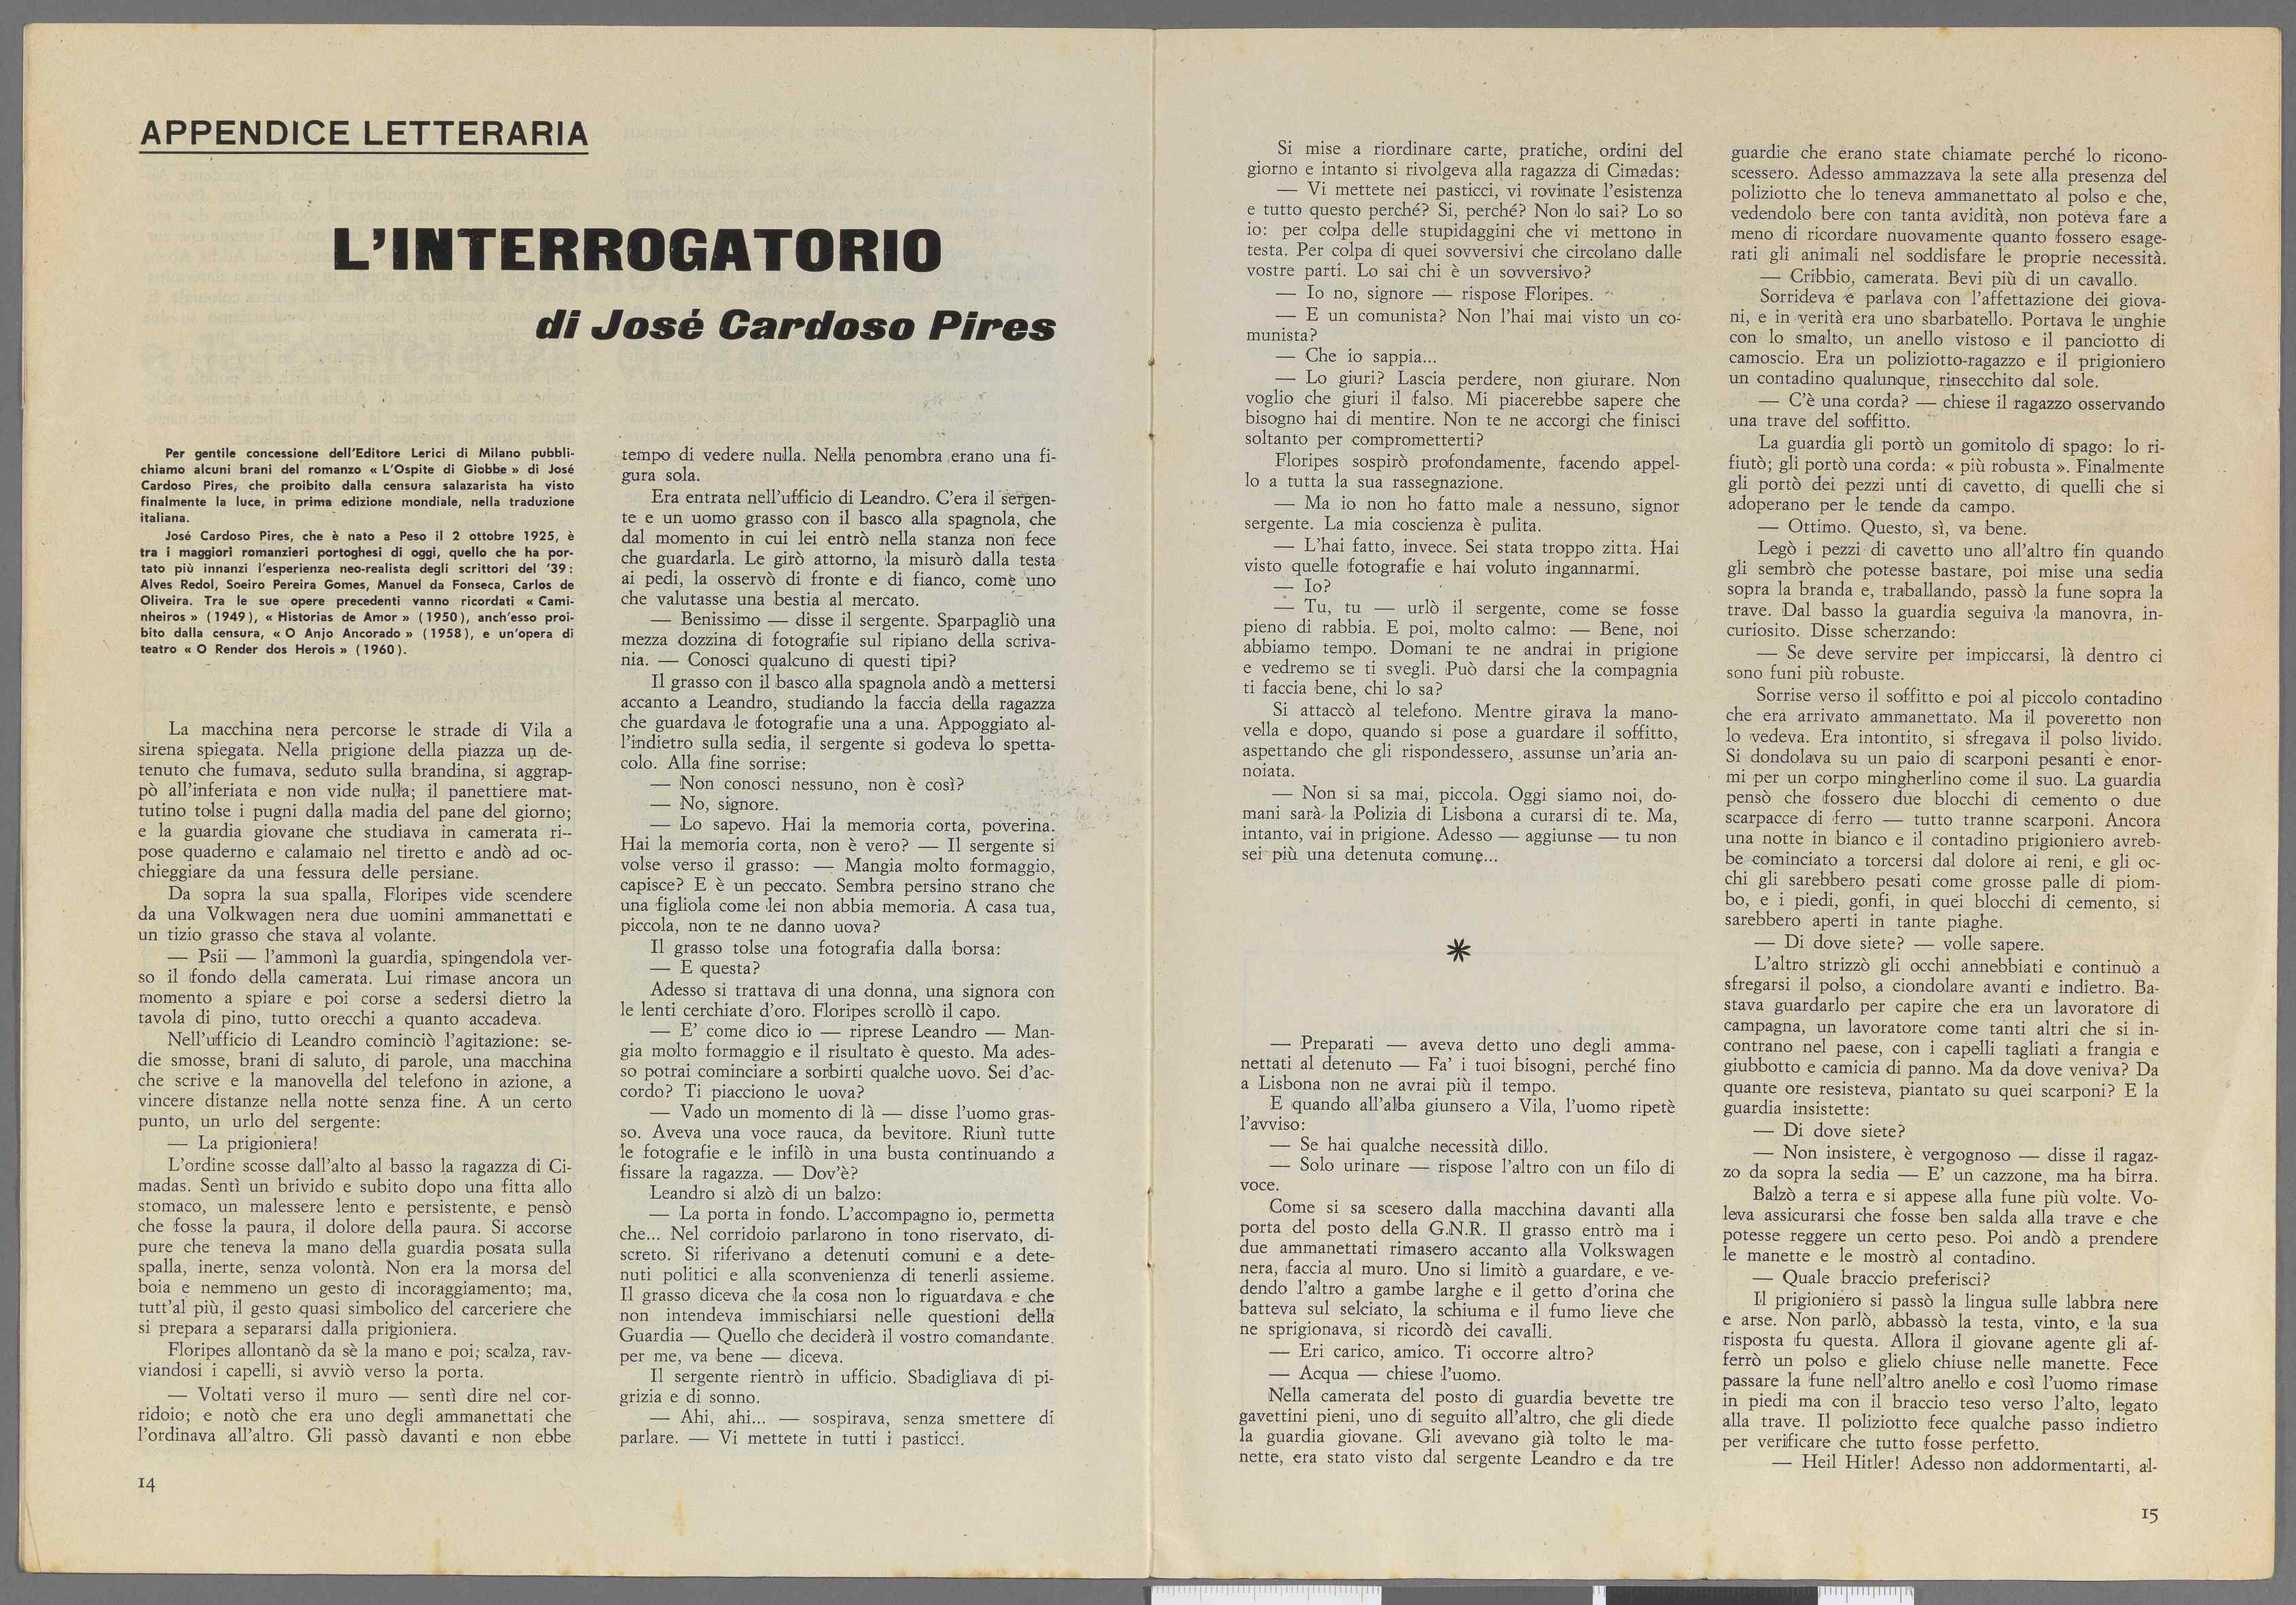 APPENDICE LETTERARIA
L'INTERROGATORIO
di José Cardoso Pires
Per gentile concessione dell'Editore Lerici di Milano pubbli-
chiamo alcuni brani del romanzo « L'Ospite di Giobbe » di José
Cardoso Pires, che proibito dalla censura salazarista ha visto
finalmente la luce, in prima edizione mondiale, nella traduzione
italiana.
José Cardoso Pires, che è nato a Peso il 2 ottobre 1925, è
tra i maggiori romanzieri portoghesi di oggi, quello che ha por-
tato più innanzi l'esperienza neo-realista degli scrittori del '39:
Alves Redol, Soeiro Pereira Gomes, Manuel da Fonseca, Carlos de
Oliveira. Tra le sue opere precedenti vanno ricordati « Cami-
nheiros » (1949), « Historias de Amor » (1950), anch'esso proi-
bito dalla censura, « O Anjo Ancorado » (1958), e un'opera di
teatro « O Render dos Herois » (1960).
La macchina nera percorse le strade di Vila a
sirena spiegata. Nella prigione della piazza un de-
tenuto che fumava, seduto sulla brandina, si aggrap-
pò all'inferiata e non vide nulla; il panettiere mat-
tutino tolse i pugni dalla madia del pane del giorno;
e la guardia giovane che studiava in camerata ri--
pose quaderno e calamaio nel tiretto e andò ad oc-
chieggiare da una fessura delle persiane.
Da sopra la sua spalla, Floripes vide scendere
da una Volkwagen nera due uomini ammanettati e
un tizio grasso che stava al volante.
— Psii — l'ammonì la guardia, spingendola ver-
so il fondo della camerata. Lui rimase ancora un
momento a spiare e poi corse a sedersi dietro la
tavola di pino, tutto orecchi a quanto accadeva.
Nell'ufficio di Leandro cominciò l'agitazione: se-
die smosse, brani di saluto, di parole, una macchina
che scrive e la manovella del telefono in azione, a
vincere distanze nella notte senza fine. A un certo
punto, un urlo del sergente:
— La prigioniera!
L'ordine scosse dall'alto al basso la ragazza di Ci-
madas. Sentì un brivido e subito dopo una fitta allo
stomaco, un malessere lento e persistente, e pensò
che fosse la paura, il dolore della paura. Si accorse
pure che teneva la mano della guardia posata sulla
spalla, inerte, senza volontà. Non era la morsa del
boia e nemmeno un gesto di incoraggiamento; ma,
tutt'al più, il gesto quasi simbolico del carceriere che
si prepara a separarsi dalla prigioniera.
Floripes allontanò da sè la mano e poi, scalza, rav-
viandosi i capelli, si avviò verso la porta.
— Voltati verso il muro — sentì dire nel cor-
ridoio; e notò che era uno degli ammanettati che
l'ordinava all'altro. Gli passò davanti e non ebbe
14
tempo di vedere nulla. Nella penombra erano una fi-
gura sola.
Era entrata nell'ufficio di Leandro. C'era il sergen-
te e un uomo grasso con il basco alla spagnola, che
dal momento in cui lei entrò nella stanza non fece
che guardarla. Le girò attorno, la misurò dalla testa
ai pedi, la osservò di fronte e di fianco, come uno
che valutasse una bestia al mercato.
— Benissimo — disse il sergente. Sparpagliò una
mezza dozzina di fotografie sul ripiano della scriva-
nia. — Conosci qualcuno di questi tipi?
Il grasso con il basco alla spagnola andò a mettersi
accanto a Leandro, studiando la faccia della ragazza
che guardava le fotografie una a una. Appoggiato al-
l'indietro sulla sedia, il sergente si godeva lo spetta-
colo. Alla fine sorrise:
— Non conosci nessuno, non è così?
— No, signore.
— Lo sapevo. Hai la memoria corta, poverina.
Hai la memoria corta, non è vero? — Il sergente si
volse verso il grasso: — Mangia molto formaggio,
capisce? E è un peccato. Sembra persino strano che
una figliola come lei non abbia memoria. A casa tua,
piccola, non te ne danno uova?
Il grasso tolse una fotografia dalla borsa:
— E questa?
Adesso si trattava di una donna, una signora con
le lenti cerchiate d'oro. Floripes scrollò il capo.
— E' come dico io — riprese Leandro — Man-
gia molto formaggio e il risultato è questo. Ma ades-
so potrai cominciare a sorbirti qualche uovo. Sei d'ac-
cordo? Ti piacciono le uova?
— Vado un momento di là — disse l'uomo gras-
so. Aveva una voce rauca, da bevitore. Riunì tutte
le fotografie e le infilò in una busta continuando a
fissare la ragazza. — Dov'è?
Leandro si alzò di un balzo:
— La porta in fondo. L'accompagno io, permetta
che... Nel corridoio parlarono in tono riservato, di-
screto. Si riferivano a detenuti comuni e a dete-
nuti politici e alla sconvenienza di tenerli assieme.
Il grasso diceva che la cosa non lo riguardava e che
non intendeva immischiarsi nelle questioni della
Guardia — Quello che deciderà il vostro comandante.
per me, va bene — diceva.
Il sergente rientrò in ufficio. Sbadigliava di pi-
grizia e di sonno.
— Ahi, ahi... — sospirava, senza smettere di
parlare. — Vi mettete in tutti i pasticci.
Si mise a riordinare carte, pratiche, ordini del
giorno e intanto si rivolgeva alla ragazza di Cimadas:
— Vi mettete nei pasticci, vi rovinate l'esistenza
e tutto questo perché? Si, perché? Non lo sai? Lo so
io: per colpa delle stupidaggini che vi mettono in
testa. Per colpa di quei sovversivi che circolano dalle
vostre parti. Lo sai chi è un sovversivo?
— Io no, signore — rispose Floripes.
— E un comunista? Non l'hai mai visto un co-
munista?
— Che io sappia...
— Lo giuri? Lascia perdere, non giurare. Non
voglio che giuri il falso. Mi piacerebbe sapere che
bisogno hai di mentire. Non te ne accorgi che finisci
soltanto per comprometterti?
Floripes sospirò profondamente, facendo appel-
lo a tutta la sua rassegnazione.
— Ma io non ho fatto male a nessuno, signor
sergente. La mia coscienza è pulita.
— L'hai fatto, invece. Sei stata troppo zitta. Hai
visto quelle fotografie e hai voluto ingannarmi.
— Io?
— Tu, tu — urlò il sergente, come se fosse
pieno di rabbia. E poi, molto calmo: — Bene, noi
abbiamo tempo. Domani te ne andrai in prigione
e vedremo se ti svegli. Può darsi che la compagnia
ti faccia bene, chi lo sa?
Si attaccò al telefono. Mentre girava la mano-
vella e dopo, quando si pose a guardare il soffitto,
aspettando che gli rispondessero, assunse un'aria an-
noiata.
— Non si sa mai, piccola. Oggi siamo noi, do-
mani sarà la Polizia di Lisbona a curarsi di te. Ma,
intanto, vai in prigione. Adesso — aggiunse — tu non
sei più una detenuta comune...
*
— Preparati — aveva detto uno degli amma-
nettati al detenuto — Fa' i tuoi bisogni, perché fino
a Lisbona non ne avrai più il tempo.
E quando all'alba giunsero a Vila, l'uomo ripetè
l'avviso:
— Se hai qualche necessità dillo.
— Solo urinare — rispose l'altro con un filo di
voce.
Come si sa scesero dalla macchina davanti alla
porta del posto della G.N.R. Il grasso entrò ma i
due ammanettati rimasero accanto alla Volkswagen
nera, faccia al muro. Uno si limitò a guardare, e ve-
dendo l'altro a gambe larghe e il getto d'orina che
batteva sul selciato, la schiuma e il fumo lieve che
ne sprigionava, si ricordò dei cavalli.
— Eri carico, amico. Ti occorre altro?
— Acqua — chiese l'uomo.
Nella camerata del posto di guardia bevette tre
gavettini pieni, uno di seguito all'altro, che gli diede
la guardia giovane. Gli avevano già tolto le ma-
nette, era stato visto dal sergente Leandro e da tre
guardie che erano state chiamate perché lo ricono-
scessero. Adesso ammazzava la sete alla presenza del
poliziotto che lo teneva ammanettato al polso e che,
vedendolo bere con tanta avidità, non poteva fare a
meno di ricordare nuovamente quanto fossero esage-
rati gli animali nel soddisfare le proprie necessità.
— Cribbio, camerata. Bevi più di un cavallo.
Sorrideva e parlava con l'affettazione dei giova-
ni, e in verità era uno sbarbatello. Portava le unghie
con lo smalto, un anello vistoso e il panciotto di
camoscio. Era un poliziotto-ragazzo e il prigioniero
un contadino qualunque, rinsecchito dal sole.
— C'è una corda? — chiese il ragazzo osservando
una trave del soffitto.
La guardia gli portò un gomitolo di spago: lo ri-
fiutò; gli portò una corda: « più robusta ». Finalmente
gli portò dei pezzi unti di cavetto, di quelli che si
adoperano per le tende da campo.
— Ottimo. Questo, sì, va bene.
Legò i pezzi di cavetto uno all'altro fin quando
gli sembrò che potesse bastare, poi mise una sedia
sopra la branda e, traballando, passò la fune sopra la
trave. Dal basso la guardia seguiva la manovra, in-
curiosito. Disse scherzando:
— Se deve servire per impiccarsi, là dentro ci
sono funi più robuste.
Sorrise verso il soffitto e poi al piccolo contadino
che era arrivato ammanettato. Ma il poveretto non
lo vedeva. Era intontito, si sfregava il polso livido.
Si dondolava su un paio di scarponi pesanti è enor-
mi per un corpo mingherlino come il suo. La guardia
pensò che fossero due blocchi di cemento o due
scarpacce di ferro — tutto tranne scarponi. Ancora
una notte in bianco e il contadino prigioniero avreb-
be cominciato a torcersi dal dolore ai reni, e gli oc-
chi gli sarebbero pesati come grosse palle di piom-
bo, e i piedi, gonfi, in quei blocchi di cemento, si
sarebbero aperti in tante piaghe.
— Di dove siete? — volle sapere.
L'altro strizzò gli occhi annebbiati e continuò a
sfregarsi il polso, a ciondolare avanti e indietro. Ba-
stava guardarlo per capire che era un lavoratore di
campagna, un lavoratore come tanti altri che si in-
contrano nel paese, con i capelli tagliati a frangia e
giubbotto e camicia di panno. Ma da dove veniva? Da
quante ore resisteva, piantato su quei scarponi? E la
guardia insistette:
— Di dove siete?
— Non insistere, è vergognoso — disse il ragaz-
zo da sopra la sedia — E' un cazzone, ma ha birra.
Balzò a terra e si appese alla fune più volte. Vo-
leva assicurarsi che fosse ben salda alla trave e che
potesse reggere un certo peso. Poi andò a prendere
le manette e le mostrò al contadino.
— Quale braccio preferisci?
Il prigioniero si passò la lingua sulle labbra nere
e arse. Non parlò, abbassò la testa, vinto, e la sua
risposta fu questa. Allora il giovane agente gli af-
ferrò un polso e glielo chiuse nelle manette. Fece
passare la fune nell'altro anello e così l'uomo rimase
in piedi ma con il braccio teso verso l'alto, legato
alla trave. Il poliziotto fece qualche passo indietro
per verificare che tutto fosse perfetto.
— Heil Hitler! Adesso non addormentarti, al-
15